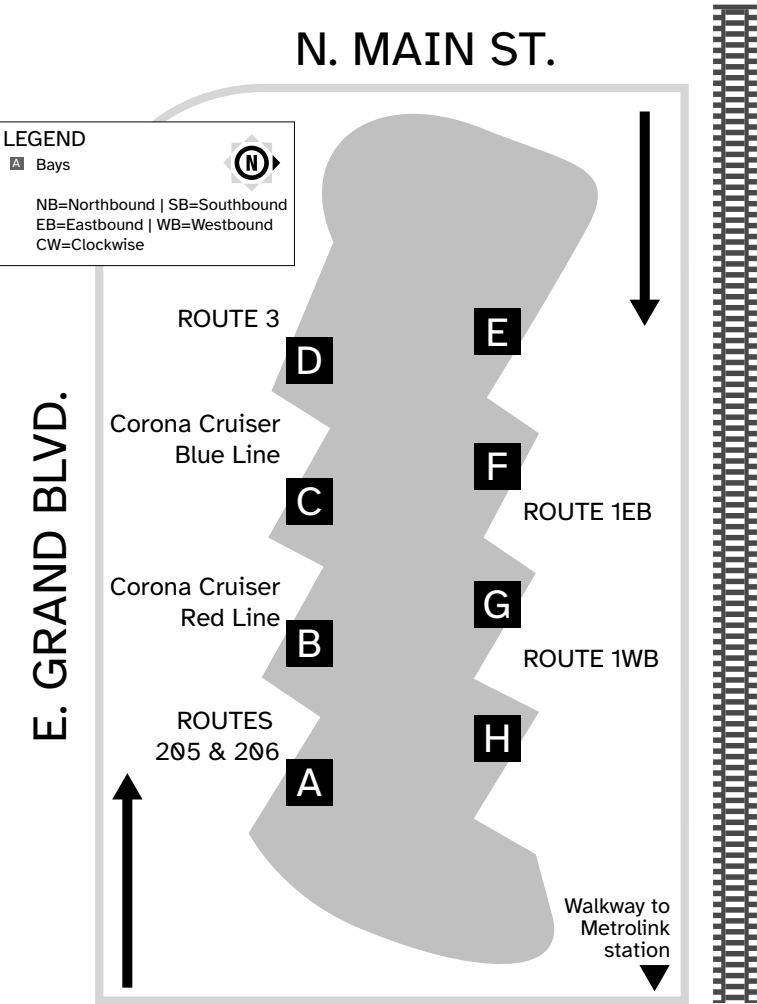 N. MAIN ST.
LEGEND
A Bays
N
NB=Northbound | SB=Southbound
EB=Eastbound | WB=Westbound
CW=Clockwise
E. GRAND BLVD.
ROUTE 3
D
Corona Cruiser
Blue Line
C
Corona Cruiser
Red Line
B
ROUTES
205 & 206
A
E
F
ROUTE 1EB
G
ROUTE 1WB
H
Walkway to
Metrolink
station